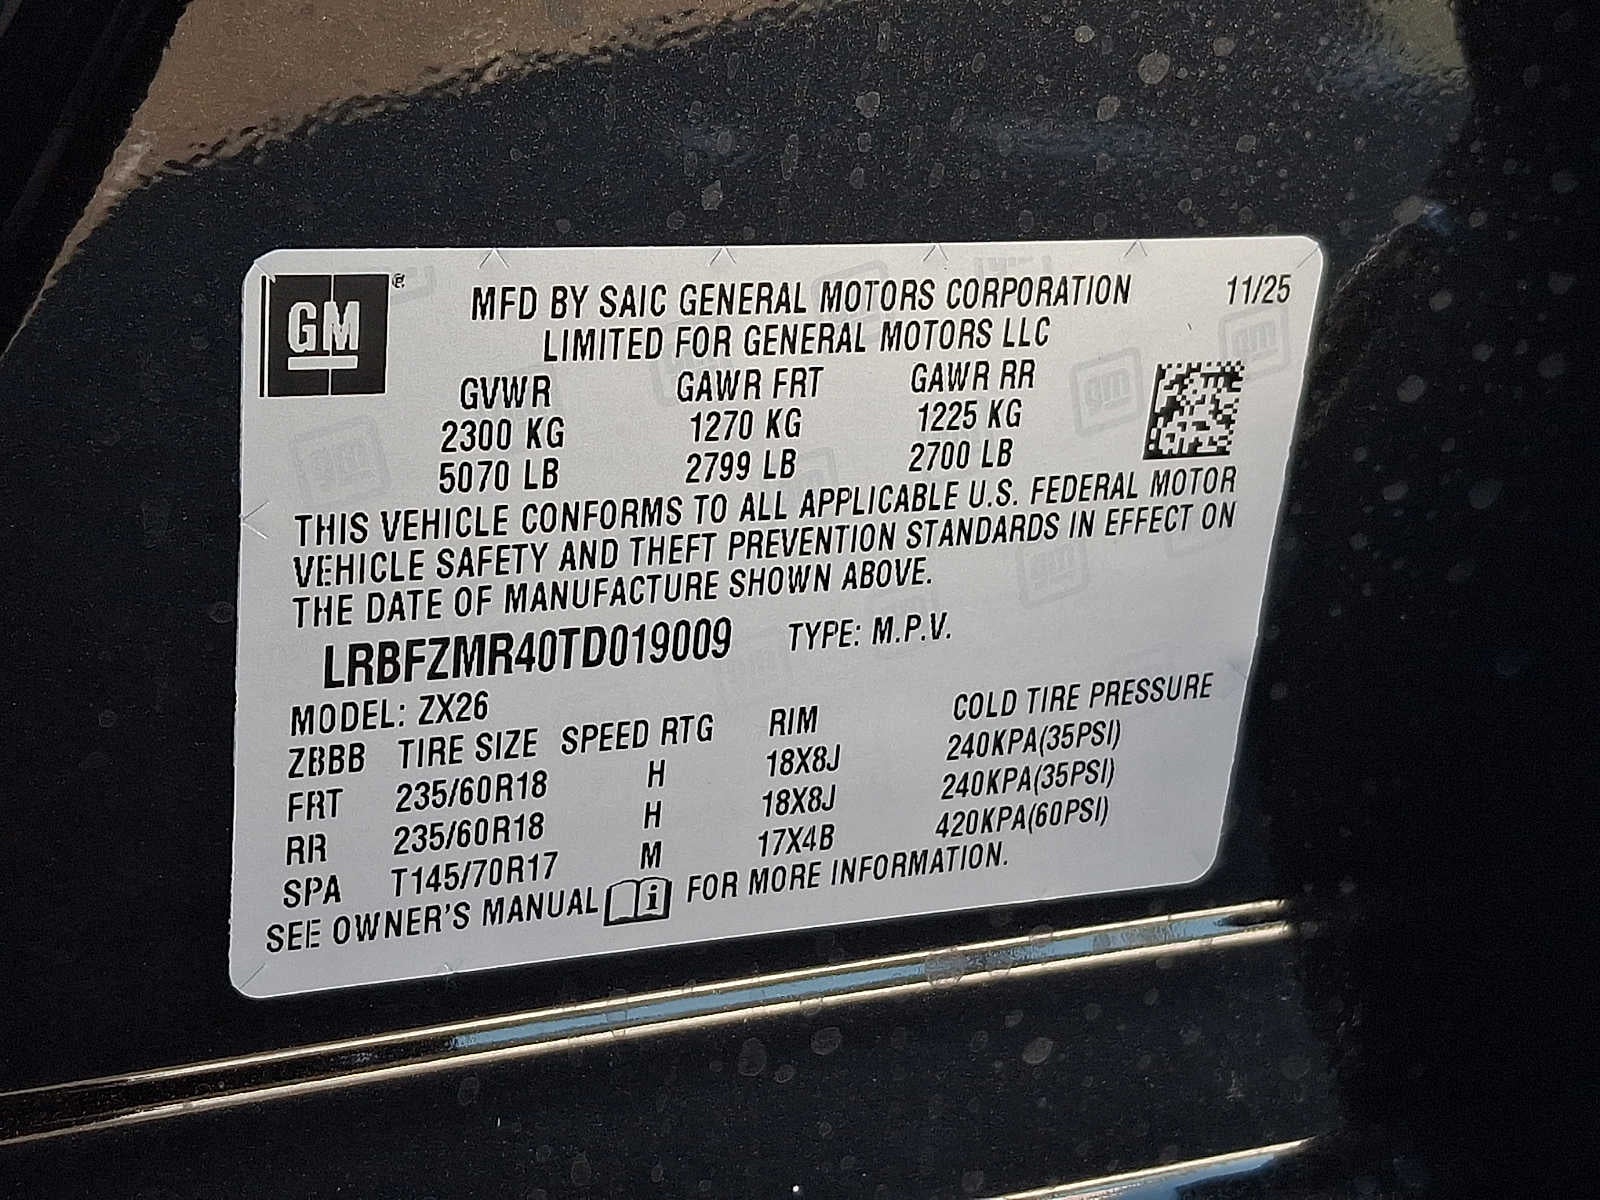 GM ®
MFD BY SAIC GENERAL MOTORS CORPORATION 11/25
LIMITED FOR GENERAL MOTORS LLC
GVWR GAWR FRT GAWR RR
2300 KG 1270 KG 1225 KG
5070 LB 2799 LB 2700 LB
THIS VEHICLE CONFORMS TO ALL APPLICABLE U.S. FEDERAL MOTOR
VEHICLE SAFETY AND THEFT PREVENTION STANDARDS IN EFFECT ON
THE DATE OF MANUFACTURE SHOWN ABOVE.
LRBFZMR40TD019009 TYPE: M.P.V.
MODEL: ZX26
ZBBB TIRE SIZE SPEED RTG RIM COLD TIRE PRESSURE
FRT 235/60R18 H 18X8J 240KPA(35PSI)
RR 235/60R18 H 18X8J 240KPA(35PSI)
SPA T145/70R17 M 17X4B 420KPA(60PSI)
SEE OWNER'S MANUAL i FOR MORE INFORMATION.